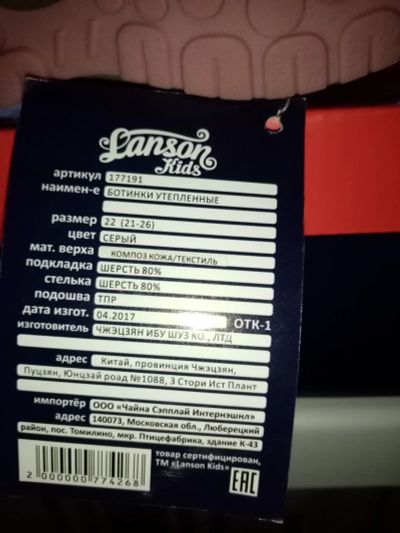 Lanson
Kids
артикул 177191
наимен-е БОТИНКИ УТЕПЛЕННЫЕ
размер 22 (21-26)
цвет СЕРЫЙ
мат. верха КОМПОЗ КОЖА/ТЕКСТИЛЬ
подкладка ШЕРСТЬ 80%
стелька ШЕРСТЬ 80%
подошва ТПР
дата изгот. 04.2017 ОТК-1
изготовитель ЧЖЭЦЗЯН ИБУ ШУЗ КО., ЛТД
адрес Китай, провинция Чжэцзян,
Пуцзян, Юнцзай роад №1088, 3 Стори Ист Плант
импортёр ООО «Чайна Сэпплай Интернэшнл»
адрес 140073, Московская обл., Люберецкий
район, пос. Томилино, мкр. Птицефабрика, здание К-43
товар сертифицирован,
ТМ «Lanson Kids»
2 000000 774268
EAC